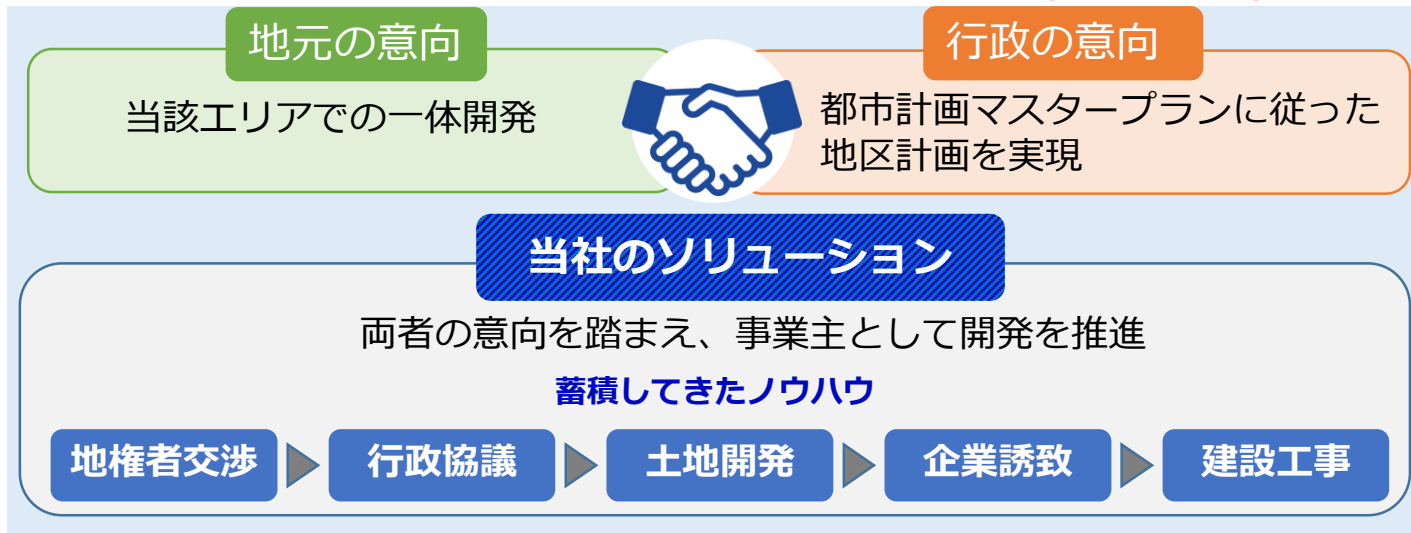 地元の意向
行政の意向
当該エリアでの一体開発
都市計画マスタープランに従った
地区計画を実現
当社のソリューション
両者の意向を踏まえ、事業主として開発を推進
蓄積してきたノウハウ
地権者交渉
行政協議
土地開発
企業誘致
建設工事